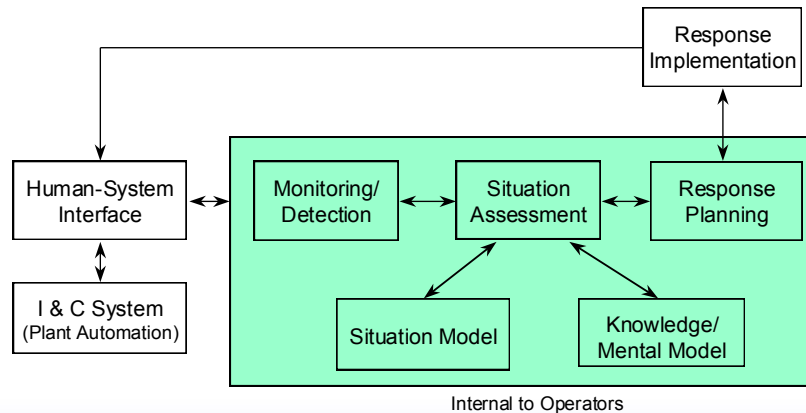 Response
Implementation
Human-System
Interface
Monitoring/
Detection
Situation
Assessment
Response
Planning
I & C System
(Plant Automation)
Situation Model
Knowledge/
Mental Model
Internal to Operators